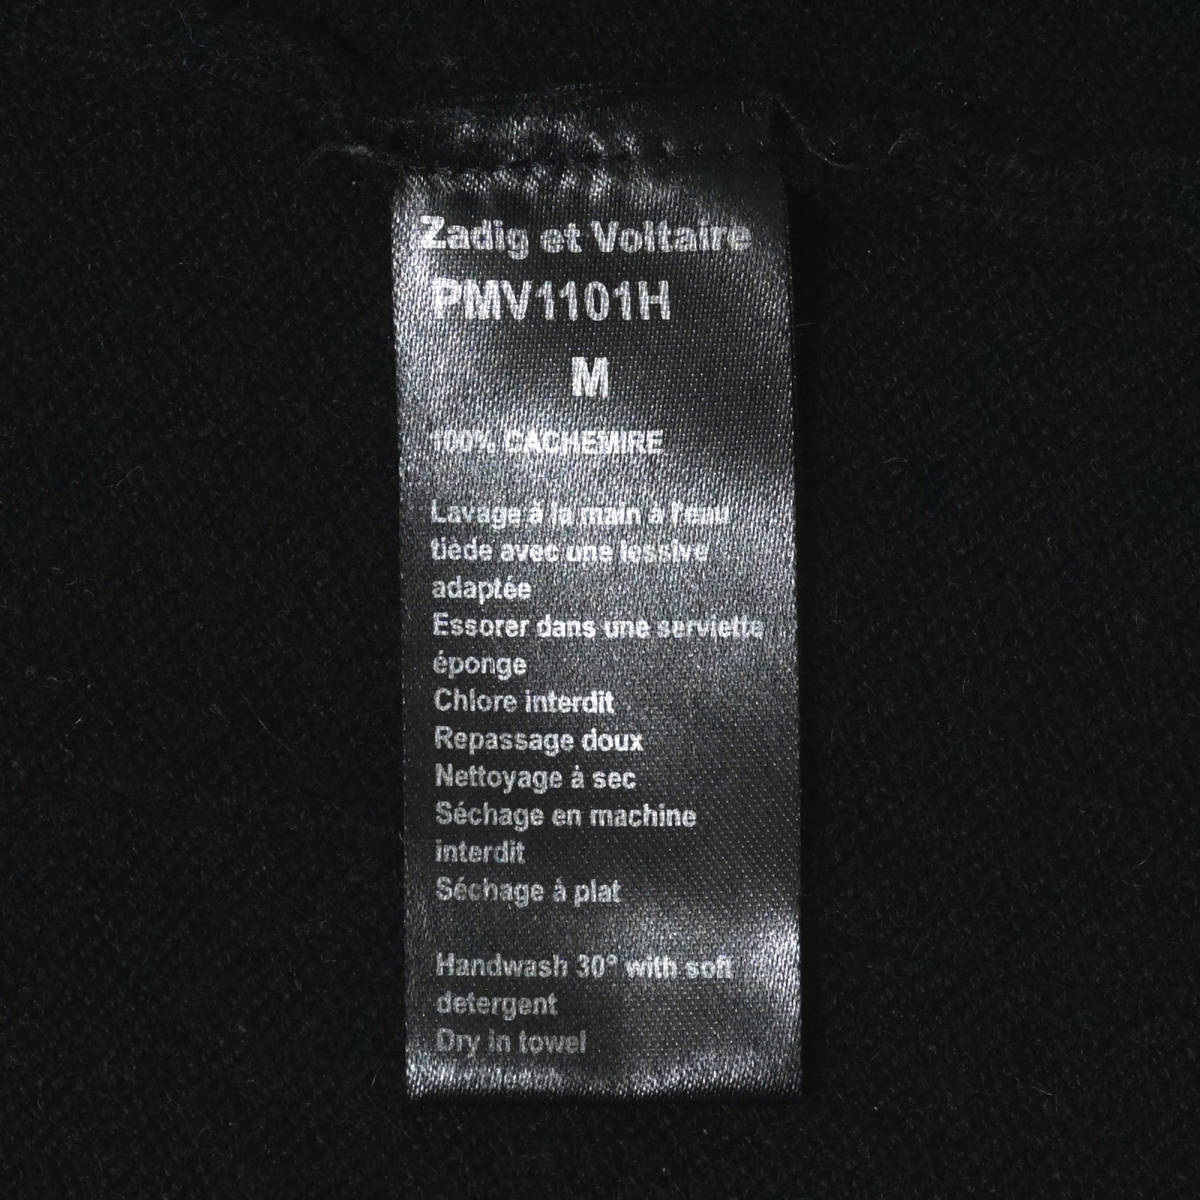 Zadig et Voltaire
PMV1101H
M
100% CACHEMIRE
Lavage à la main à l'eau
tiède avec une lessive
adaptée
Essorer dans une serviette
éponge
Chlore interdit
Repassage doux
Nettoyage à sec
Séchage en machine
interdit
Séchage à plat
Handwash 30° with soft
detergent
Dry in towel